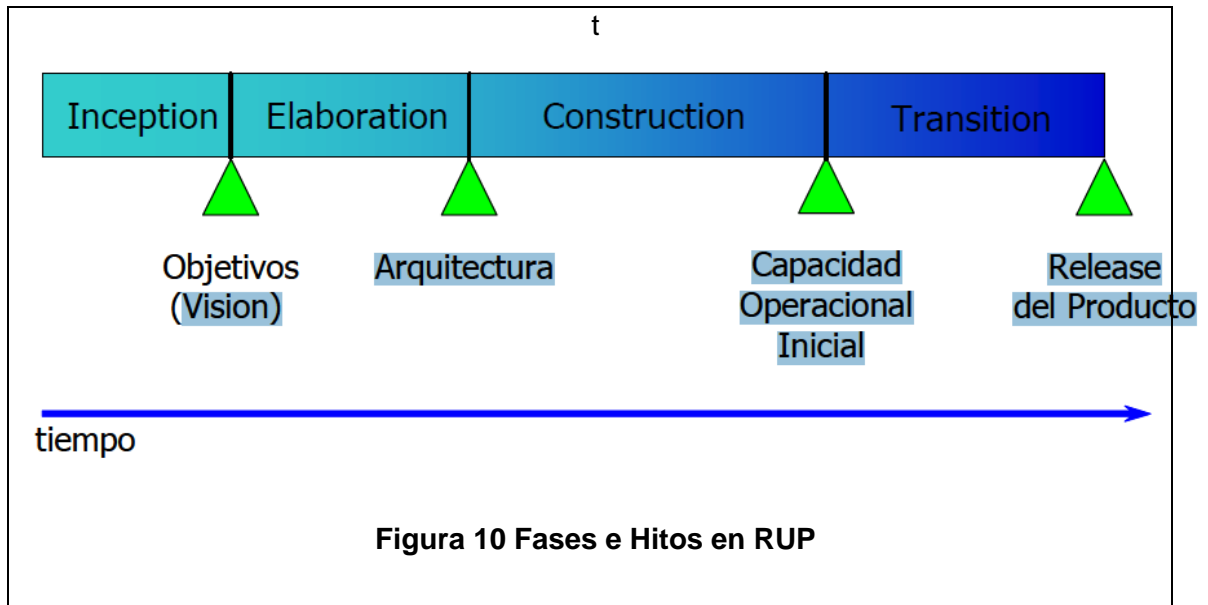 t
Inception Elaboration Construction Transition
Objetivos
(Vision)
Arquitectura
Capacidad
Operacional
Inicial
Release
del Producto
tiempo
Figura 10 Fases e Hitos en RUP